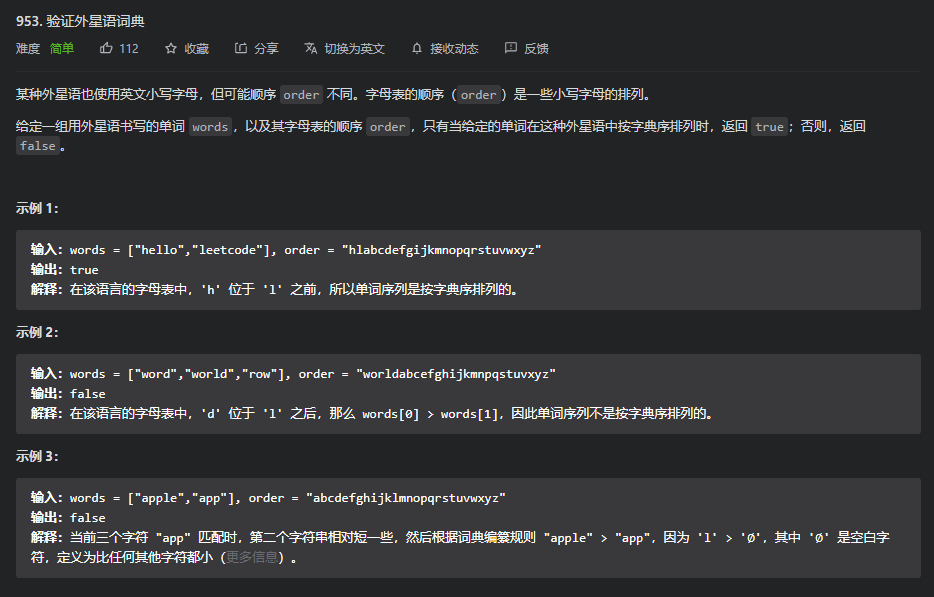 953. 验证外星语词典
难度 简单 112 收藏 分享 切换为英文 接收动态 反馈
某种外星语也使用英文小写字母，但可能顺序 order 不同。字母表的顺序（order）是一些小写字母的排列。
给定一组用外星语书写的单词 words，以及其字母表的顺序 order，只有当给定的单词在这种外星语中按字典序排列时，返回 true；否则，返回
false。
示例 1：
输入：words = ["hello","leetcode"], order = "hlabcdefgijkmnopqrstuvwxyz"
输出：true
解释：在该语言的字母表中，'h' 位于 'l' 之前，所以单词序列是按字典序排列的。
示例 2：
输入：words = ["word","world","row"], order = "worldabcefghijkmnpqstuvxyz"
输出：false
解释：在该语言的字母表中，'d' 位于 'l' 之后，那么 words[0] > words[1]，因此单词序列不是按字典序排列的。
示例 3：
输入：words = ["apple","app"], order = "abcdefghijklmnopqrstuvwxyz"
输出：false
解释：当前三个字符 "app" 匹配时，第二个字符串相对短一些，然后根据词典编纂规则 "apple" > "app"，因为 'l' > '∅'，其中 '∅' 是空白字
符，定义为比任何其他字符都小（更多信息）。